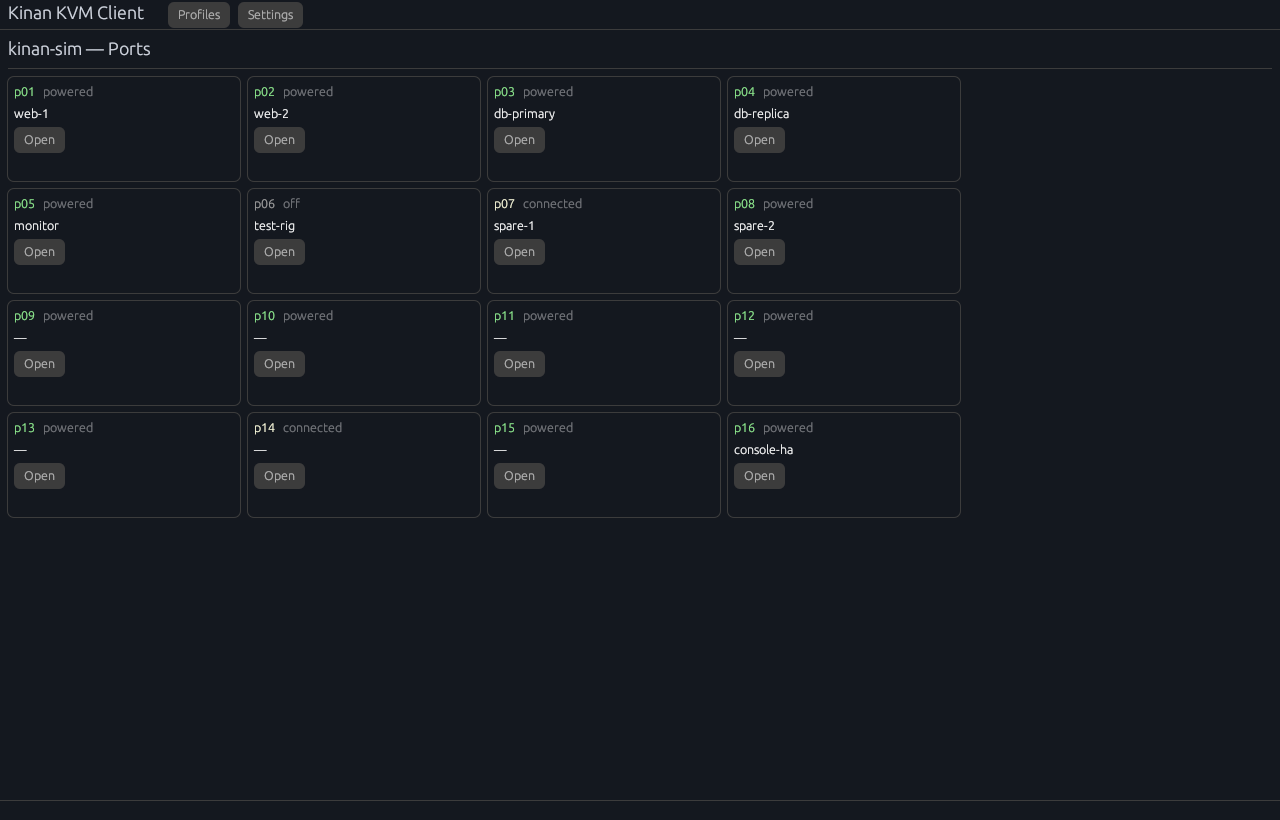 Kinan KVM Client Profiles Settings
kinan-sim — Ports
p01 powered p02 powered p03 powered p04 powered
web-1 web-2 db-primary db-replica
Open Open Open Open
p05 powered p06 off p07 connected p08 powered
monitor test-rig spare-1 spare-2
Open Open Open Open
p09 powered p10 powered p11 powered p12 powered
— — — —
Open Open Open Open
p13 powered p14 connected p15 powered p16 powered
— — — console-ha
Open Open Open Open